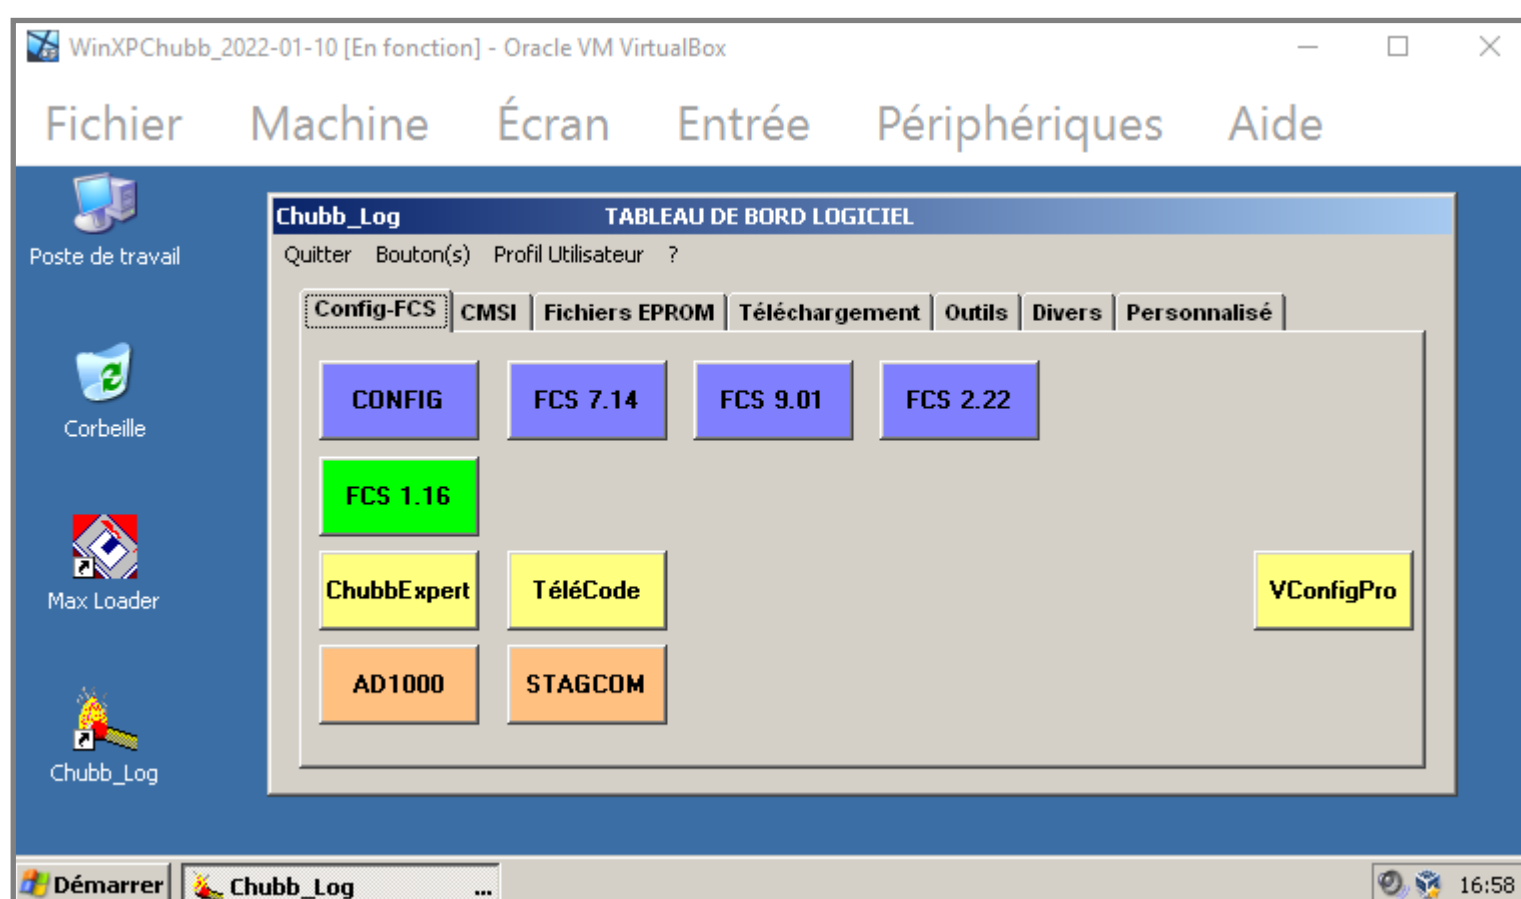 WinXPChubb_2022-01-10 [En fonction] - Oracle VM VirtualBox
Fichier Machine Écran Entrée Périphériques Aide
Poste de travail
Corbeille
Max Loader
Chubb_Log
Chubb_Log TABLEAU DE BORD LOGICIEL
Quitter Bouton(s) Profil Utilisateur ?
Config-FCS CMSI Fichiers EPROM Téléchargement Outils Divers Personnalisé
CONFIG FCS 7.14 FCS 9.01 FCS 2.22
FCS 1.16
ChubbExpert TéléCode VConfigPro
AD1000 STAGCOM
Démarrer Chubb_Log ... 16:58